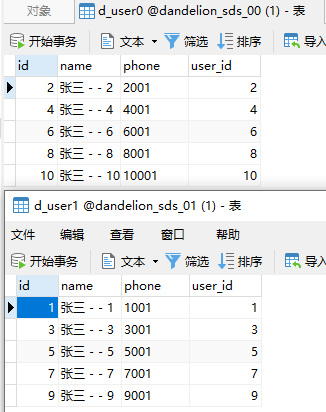 对象 d_user0 @dandelion_sds_00 (1) - 表
开始事务 文本 筛选 排序 导入
id name phone user_id
2 张三 - - 2 2001 2
4 张三 - - 4 4001 4
6 张三 - - 6 6001 6
8 张三 - - 8 8001 8
10 张三 - - 10 10001 10
d_user1 @dandelion_sds_01 (1) - 表
文件 编辑 查看 窗口 帮助
开始事务 文本 筛选 排序 导入
id name phone user_id
1 张三 - - 1 1001 1
3 张三 - - 3 3001 3
5 张三 - - 5 5001 5
7 张三 - - 7 7001 7
9 张三 - - 9 9001 9